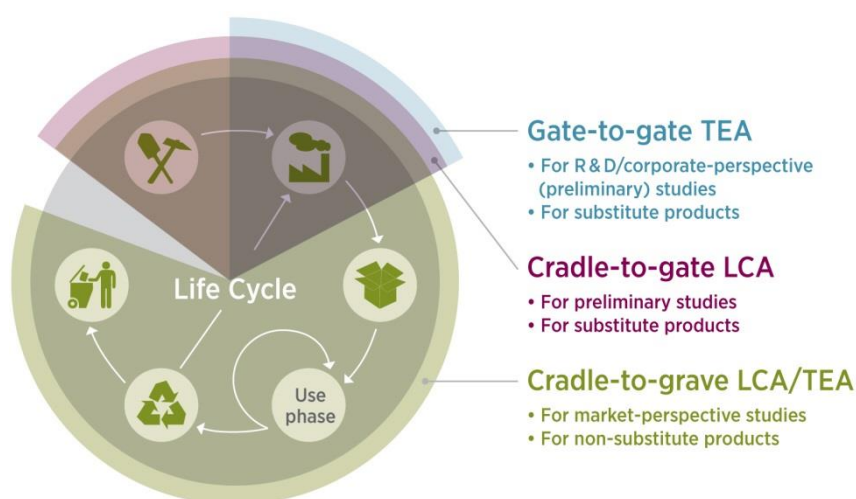 Gate-to-gate TEA
• For R & D/corporate-perspective
(preliminary) studies
• For substitute products
Cradle-to-gate LCA
• For preliminary studies
• For substitute products
Cradle-to-grave LCA/TEA
• For market-perspective studies
• For non-substitute products
Life Cycle
Use
phase